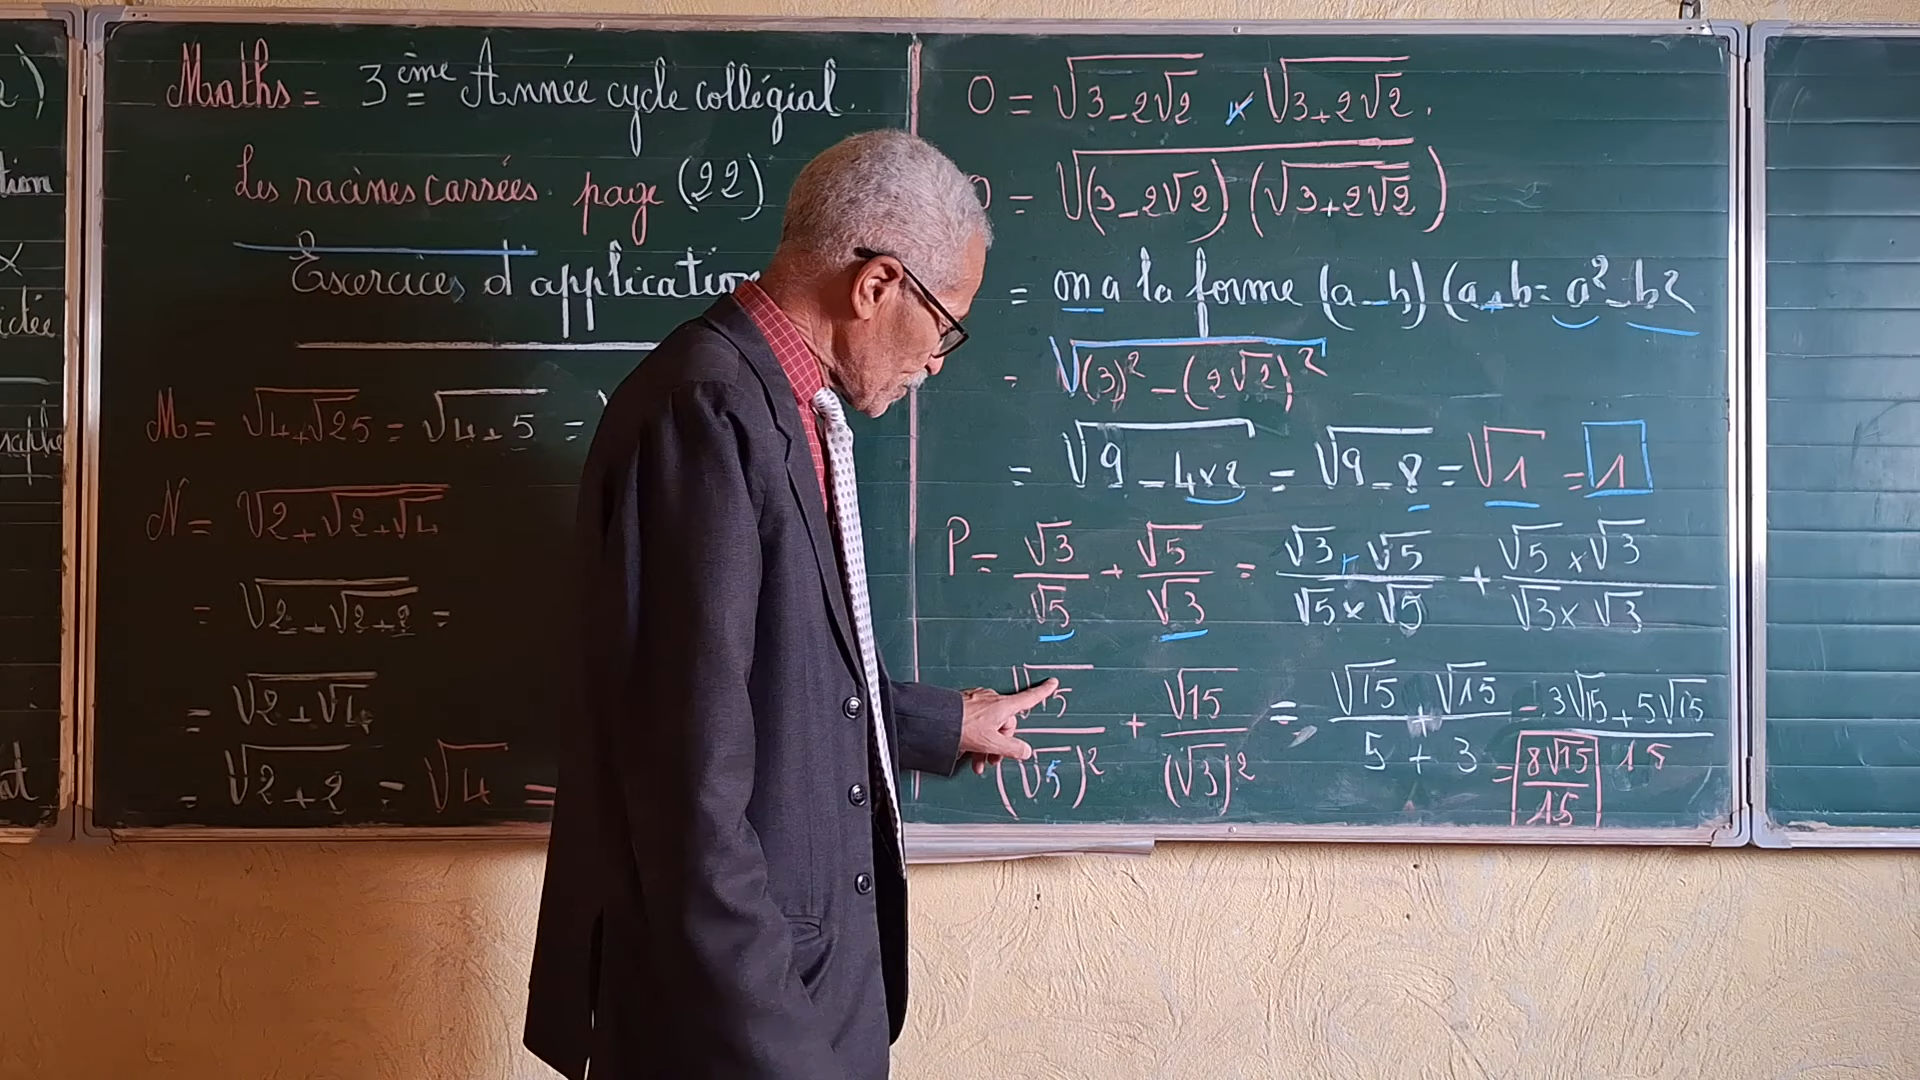 Maths = 3ème Année cycle collégial.
Les racines carrées. page (22)
Exercices d'application
M = √4+√25 = √4+5 =
N = √2+√2+√4
= √2+√2+2 =
= √2+√4
= √2+2 = √4 =
O = √3-2√2 × √3+2√2.
O = √(3-2√2) (√3+2√2)
= on a la forme (a-b) (a+b = a²-b2
= √(3)² - (2√2)²
= √9-4×2 = √9-8 = √1 = 1
P = √3/√5 + √5/√3 = √3×√5/√5×√5 + √5×√3/√3×√3
√15/(√5)² + √15/(√3)² = √15/5 + √15/3 = 3√15+5√15/15
= 8√15/15